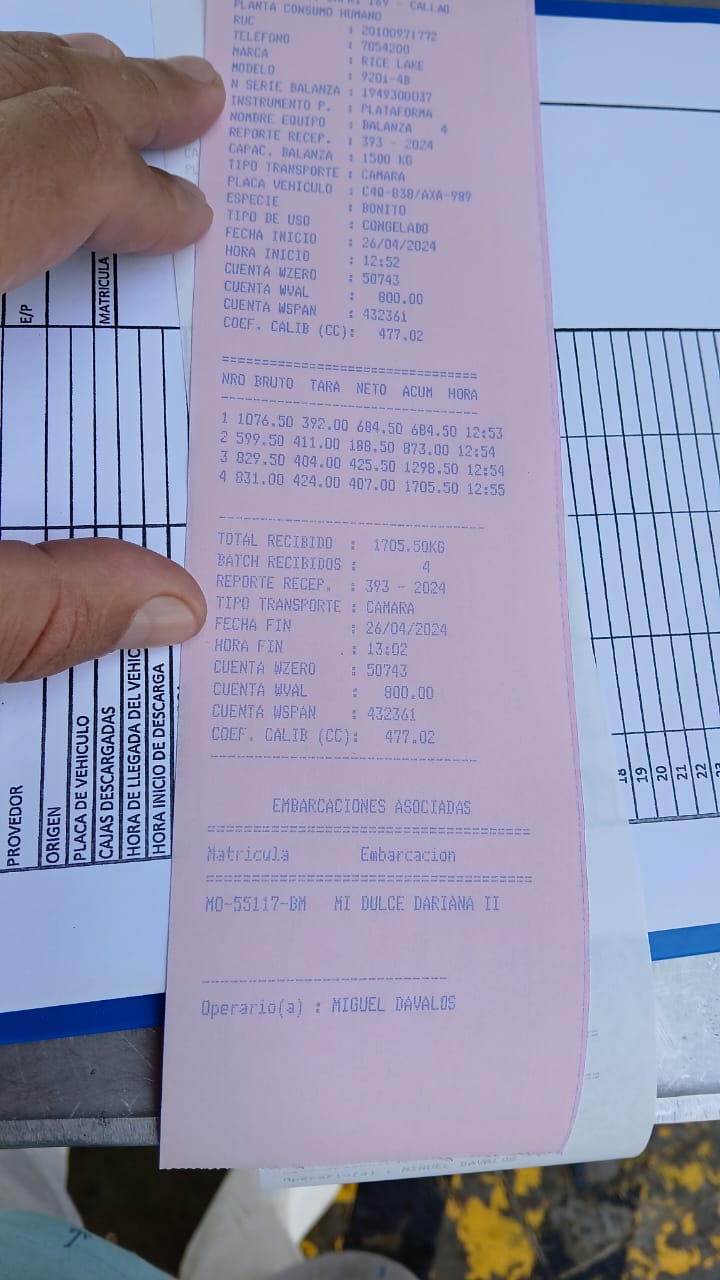 169 - CALLAO
PLANTA CONSUMO HUMANO
RUC : 20100971772
TELEFONO : 7054200
MARCA : RICE LAKE
MODELO : 920i-4B
N SERIE BALANZA : 1949300037
INSTRUMENTO P. : PLATAFORMA
NOMBRE EQUIPO : BALANZA 4
REPORTE RECEP. : 393 - 2024
CAPAC. BALANZA : 1500 KG
TIPO TRANSPORTE : CAMARA
PLACA VEHICULO : C4Q-838/AXA-989
ESPECIE : BONITO
TIPO DE USO : CONGELADO
FECHA INICIO : 26/04/2024
HORA INICIO : 12:52
CUENTA WZERO : 50743
CUENTA WVAL : 800.00
CUENTA WSPAN : 432361
COEF. CALIB (CC): 477.02
================================
NRO BRUTO TARA NETO ACUM HORA
--------------------------------
1 1076.50 392.00 684.50 684.50 12:53
2 599.50 411.00 188.50 873.00 12:54
3 829.50 404.00 425.50 1298.50 12:54
4 831.00 424.00 407.00 1705.50 12:55
--------------------------------
TOTAL RECIBIDO : 1705.50KG
BATCH RECIBIDOS : 4
REPORTE RECEP. : 393 - 2024
TIPO TRANSPORTE : CAMARA
FECHA FIN : 26/04/2024
HORA FIN .: 13:02
CUENTA WZERO : 50743
CUENTA WVAL : 800.00
CUENTA WSPAN : 432361
COEF. CALIB (CC): 477.02
--------------------------------
EMBARCACIONES ASOCIADAS
================================
Matricula Embarcacion
================================
MO-55117-BM MI DULCE DARIANA II
--------------------------------
Operario(a) : MIGUEL DAVALOS
Operario(a) : MIGUEL DAVALOS
E/P
MATRICULA
PROVEDOR
ORIGEN
PLACA DE VEHICULO
CAJAS DESCARGADAS
HORA DE LLEGADA DEL VEHIC
HORA INICIO DE DESCARGA
18
19
20
21
22